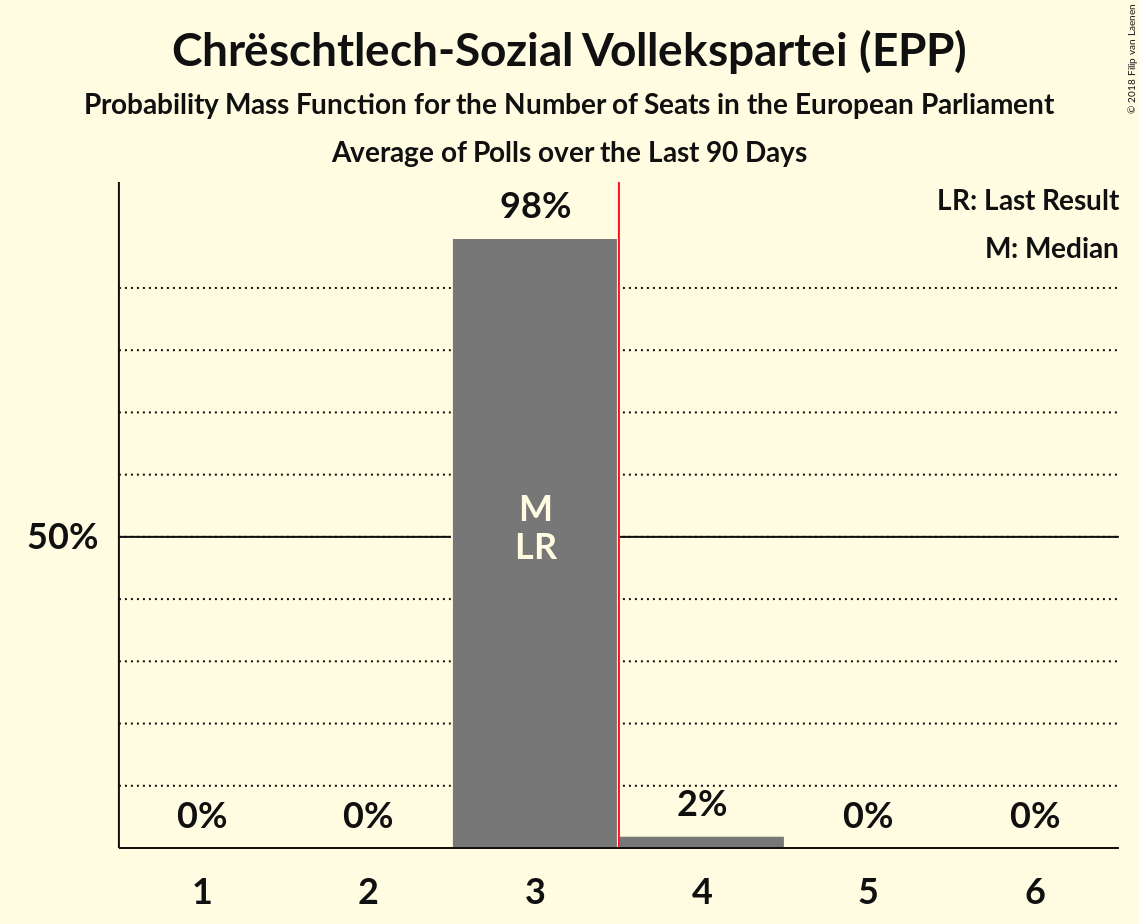 Chrëschtlech-Sozial Vollekspartei (EPP)
Probability Mass Function for the Number of Seats in the European Parliament
Average of Polls over the Last 90 Days
© 2018 Filip van Laenen
LR: Last Result
M: Median
98%
M
LR
50%
0%
0%
2%
0%
0%
1
2
3
4
5
6